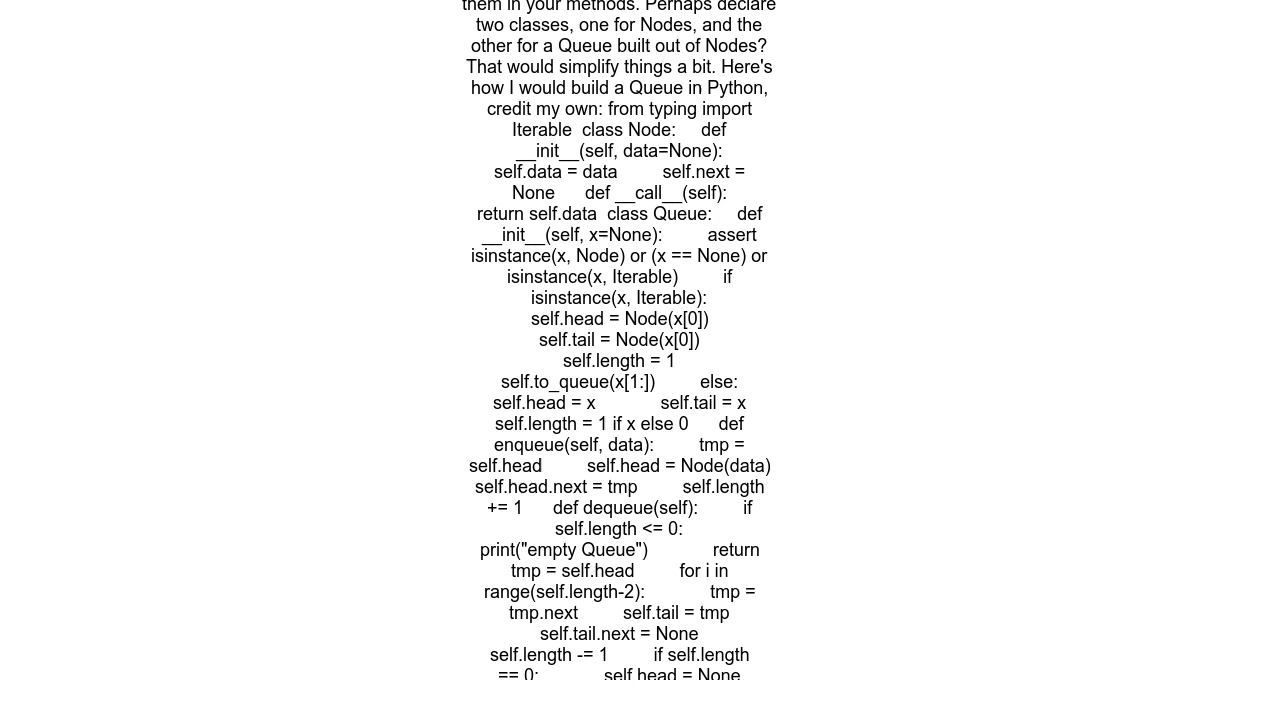 them in your methods. Perhaps declare
two classes, one for Nodes, and the
other for a Queue built out of Nodes?
That would simplify things a bit. Here's
how I would build a Queue in Python,
credit my own: from typing import
Iterable  class Node:     def
__init__(self, data=None):
self.data = data         self.next =
None      def __call__(self):
return self.data  class Queue:     def
__init__(self, x=None):         assert
isinstance(x, Node) or (x == None) or
isinstance(x, Iterable)         if
isinstance(x, Iterable):
self.head = Node(x[0])
self.tail = Node(x[0])
self.length = 1
self.to_queue(x[1:])         else:
self.head = x             self.tail = x
self.length = 1 if x else 0      def
enqueue(self, data):         tmp =
self.head         self.head = Node(data)
self.head.next = tmp         self.length
+= 1      def dequeue(self):         if
self.length <= 0:
print("empty Queue")             return
tmp = self.head         for i in
range(self.length-2):             tmp =
tmp.next         self.tail = tmp
self.tail.next = None
self.length -= 1         if self.length
== 0:             self.head = None